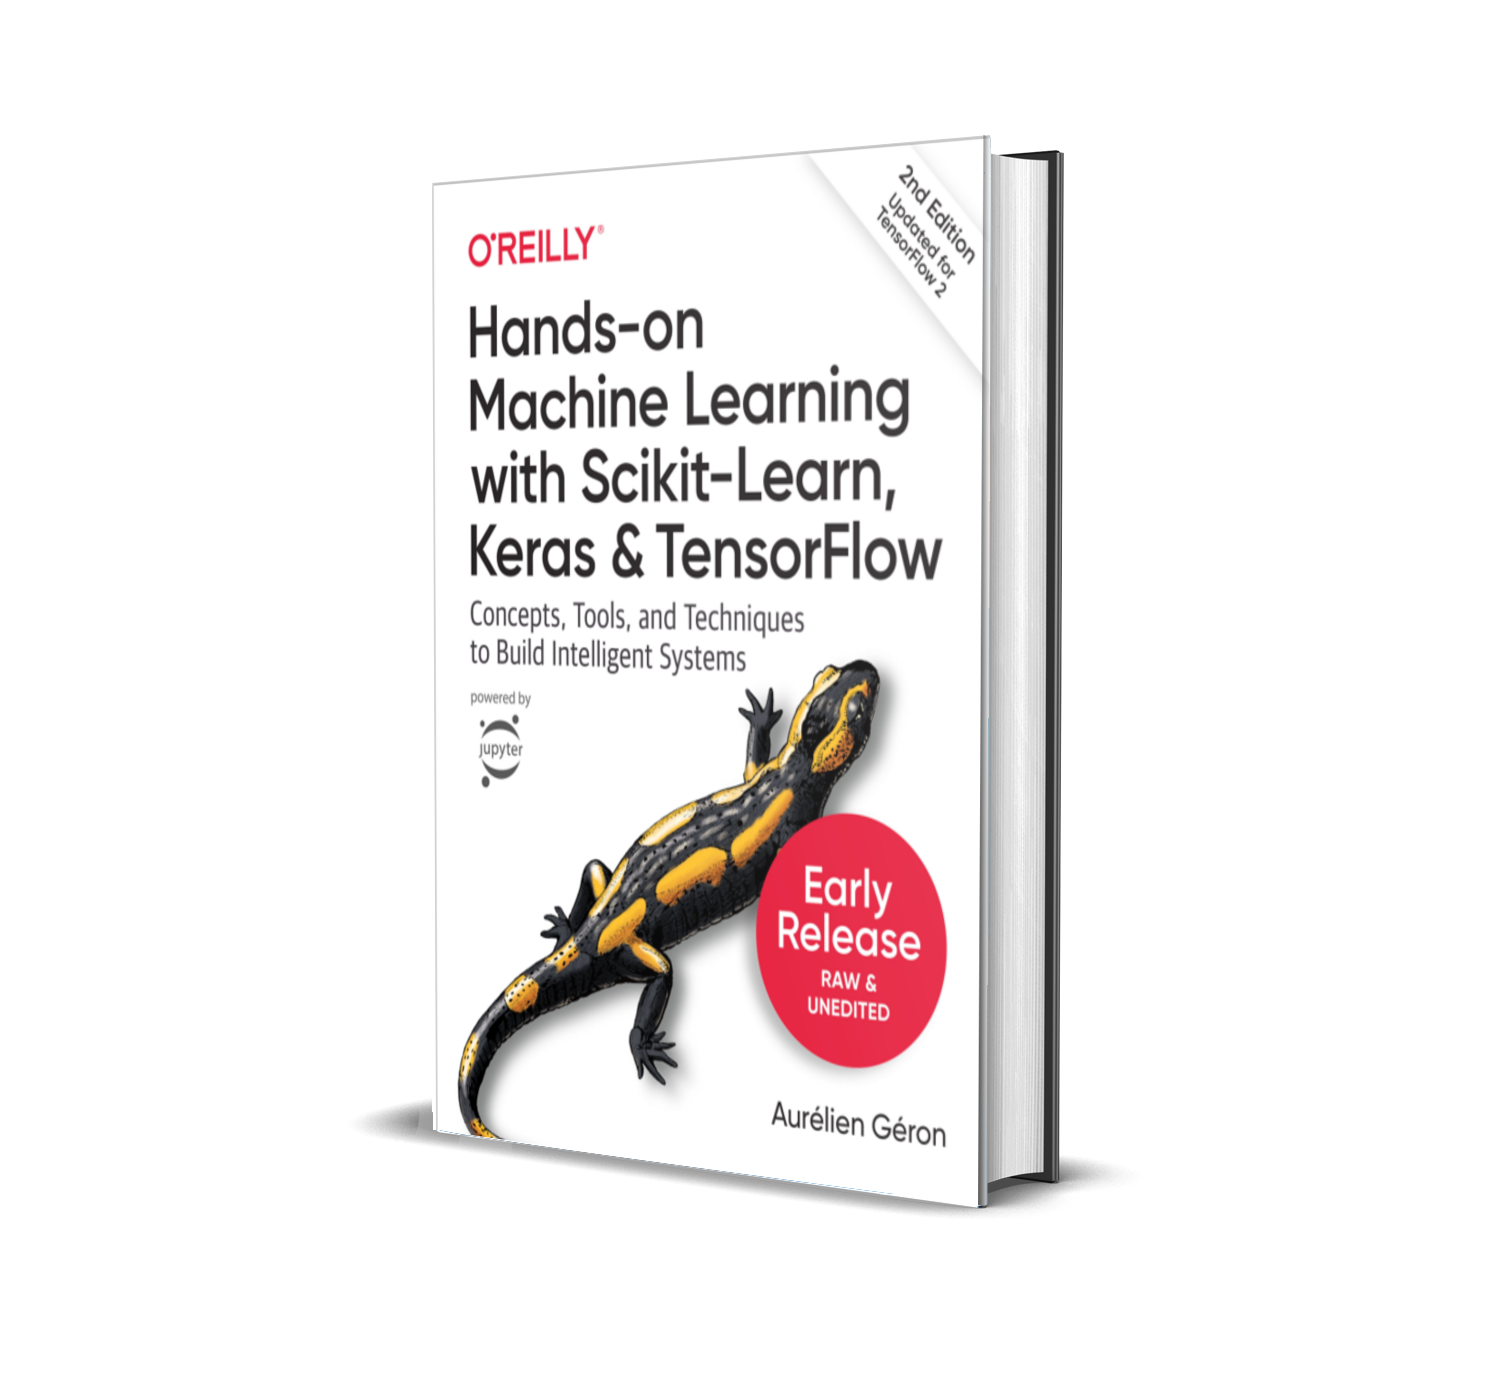 O'REILLY®
2nd Edition
Updated for
TensorFlow 2
Hands-on
Machine Learning
with Scikit-Learn,
Keras & TensorFlow
Concepts, Tools, and Techniques
to Build Intelligent Systems
powered by
jupyter
Early
Release
RAW &
UNEDITED
Aurélien Géron